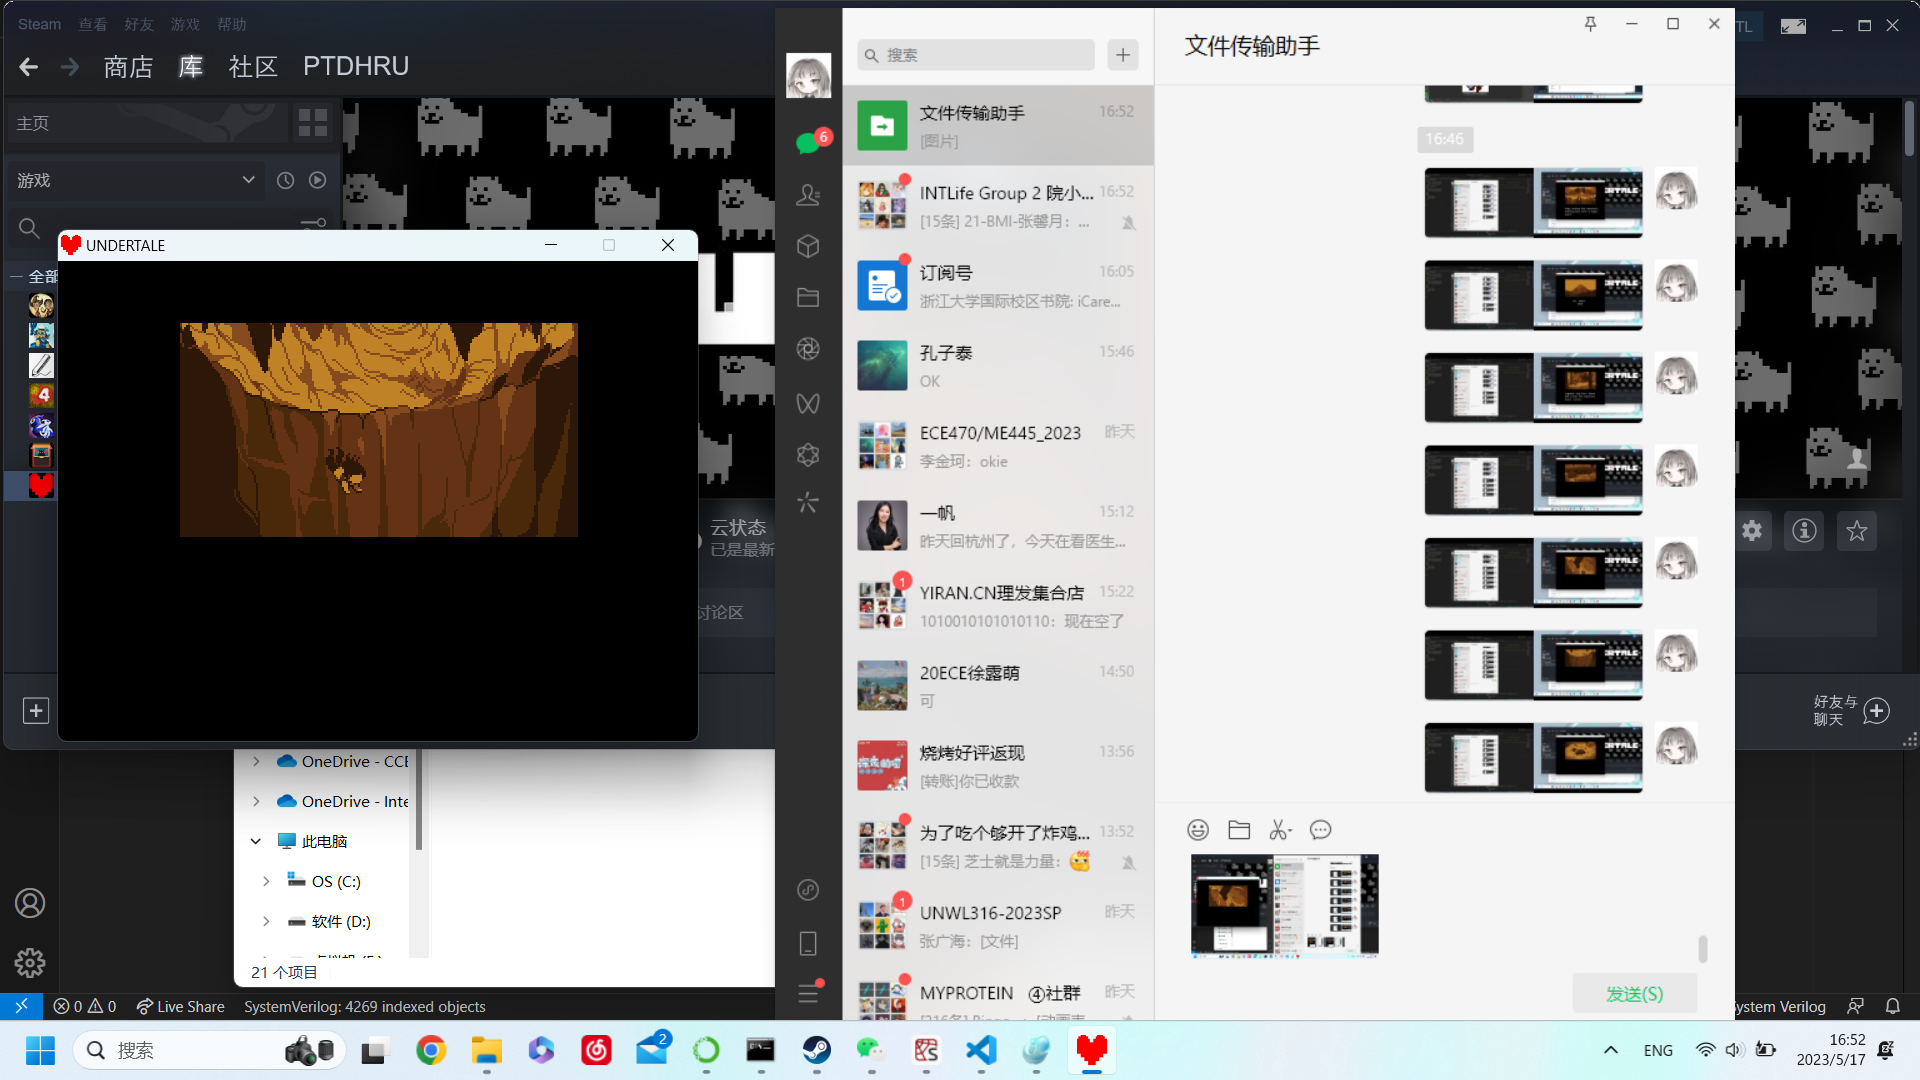 Steam 查看 好友 游戏 帮助
商店 库 社区 PTDHRU
主页
游戏
全部
UNDERTALE
云状态
已是最新
讨论区
好友与
聊天
OneDrive - CCE
OneDrive - Inte
此电脑
OS (C:)
软件 (D:)
21 个项目
0 0 Live Share SystemVerilog: 4269 indexed objects
ystem Verilog
TL
搜索
6
文件传输助手 16:52
[图片]
INTLife Group 2 院小... 16:52
[15条] 21-BMI-张馨月: ...
订阅号 16:05
浙江大学国际校区书院: iCare...
孔子泰 15:46
OK
ECE470/ME445_2023 昨天
李金珂: okie
一帆 15:12
昨天回杭州了，今天在看医生...
1
YIRAN.CN理发集合店 15:22
1010010101010110: 现在空了
20ECE徐露萌 14:50
可
烧烤好评返现 13:56
[转账]你已收款
为了吃个够开了炸鸡... 13:52
[15条] 芝士就是力量:
1
UNWL316-2023SP 昨天
张广海: [文件]
MYPROTEIN ④社群 昨天
文件传输助手
16:46
发送(S)
搜索
2
ENG
16:52
2023/5/17